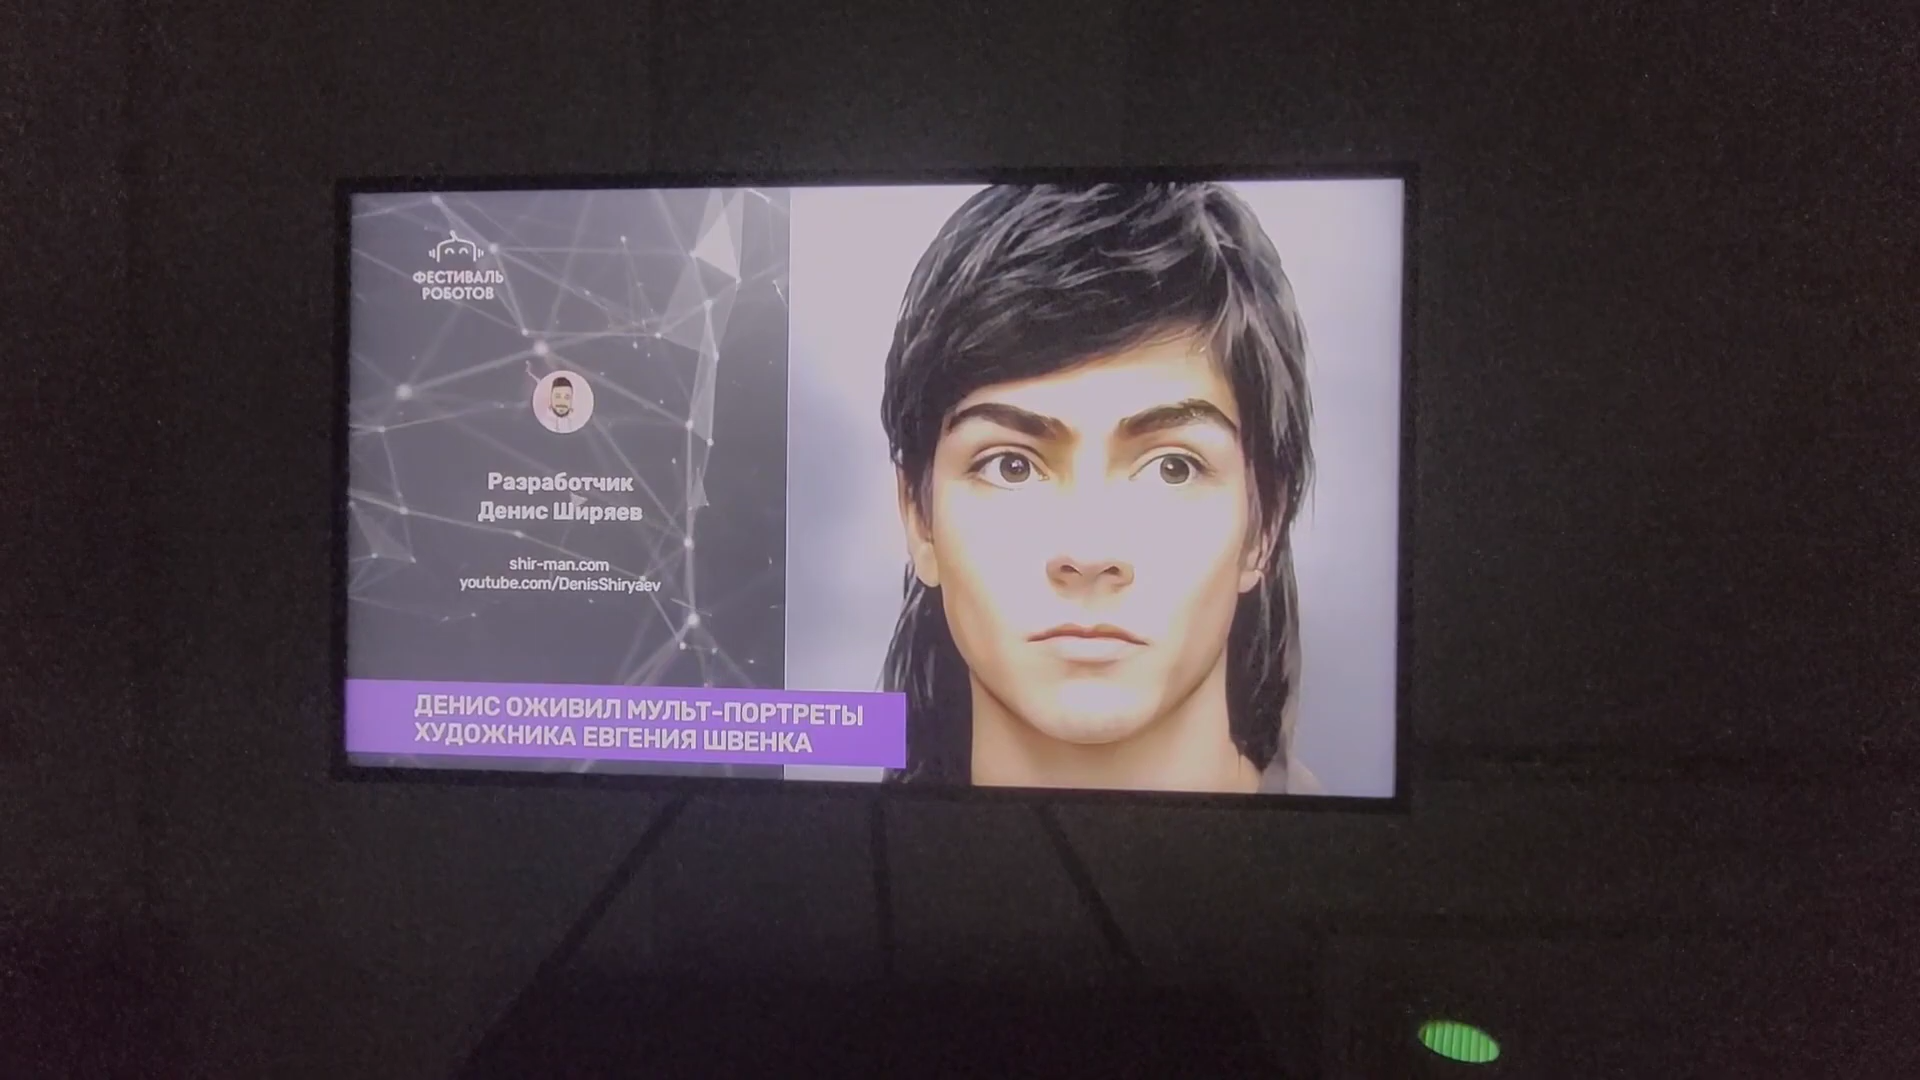 ФЕСТИВАЛЬ
РОБОТОВ
Разработчик
Денис Ширяев
shir-man.com
youtube.com/DenisShiryaev
ДЕНИС ОЖИВИЛ МУЛЬТ-ПОРТРЕТЫ
ХУДОЖНИКА ЕВГЕНИЯ ШВЕНКА